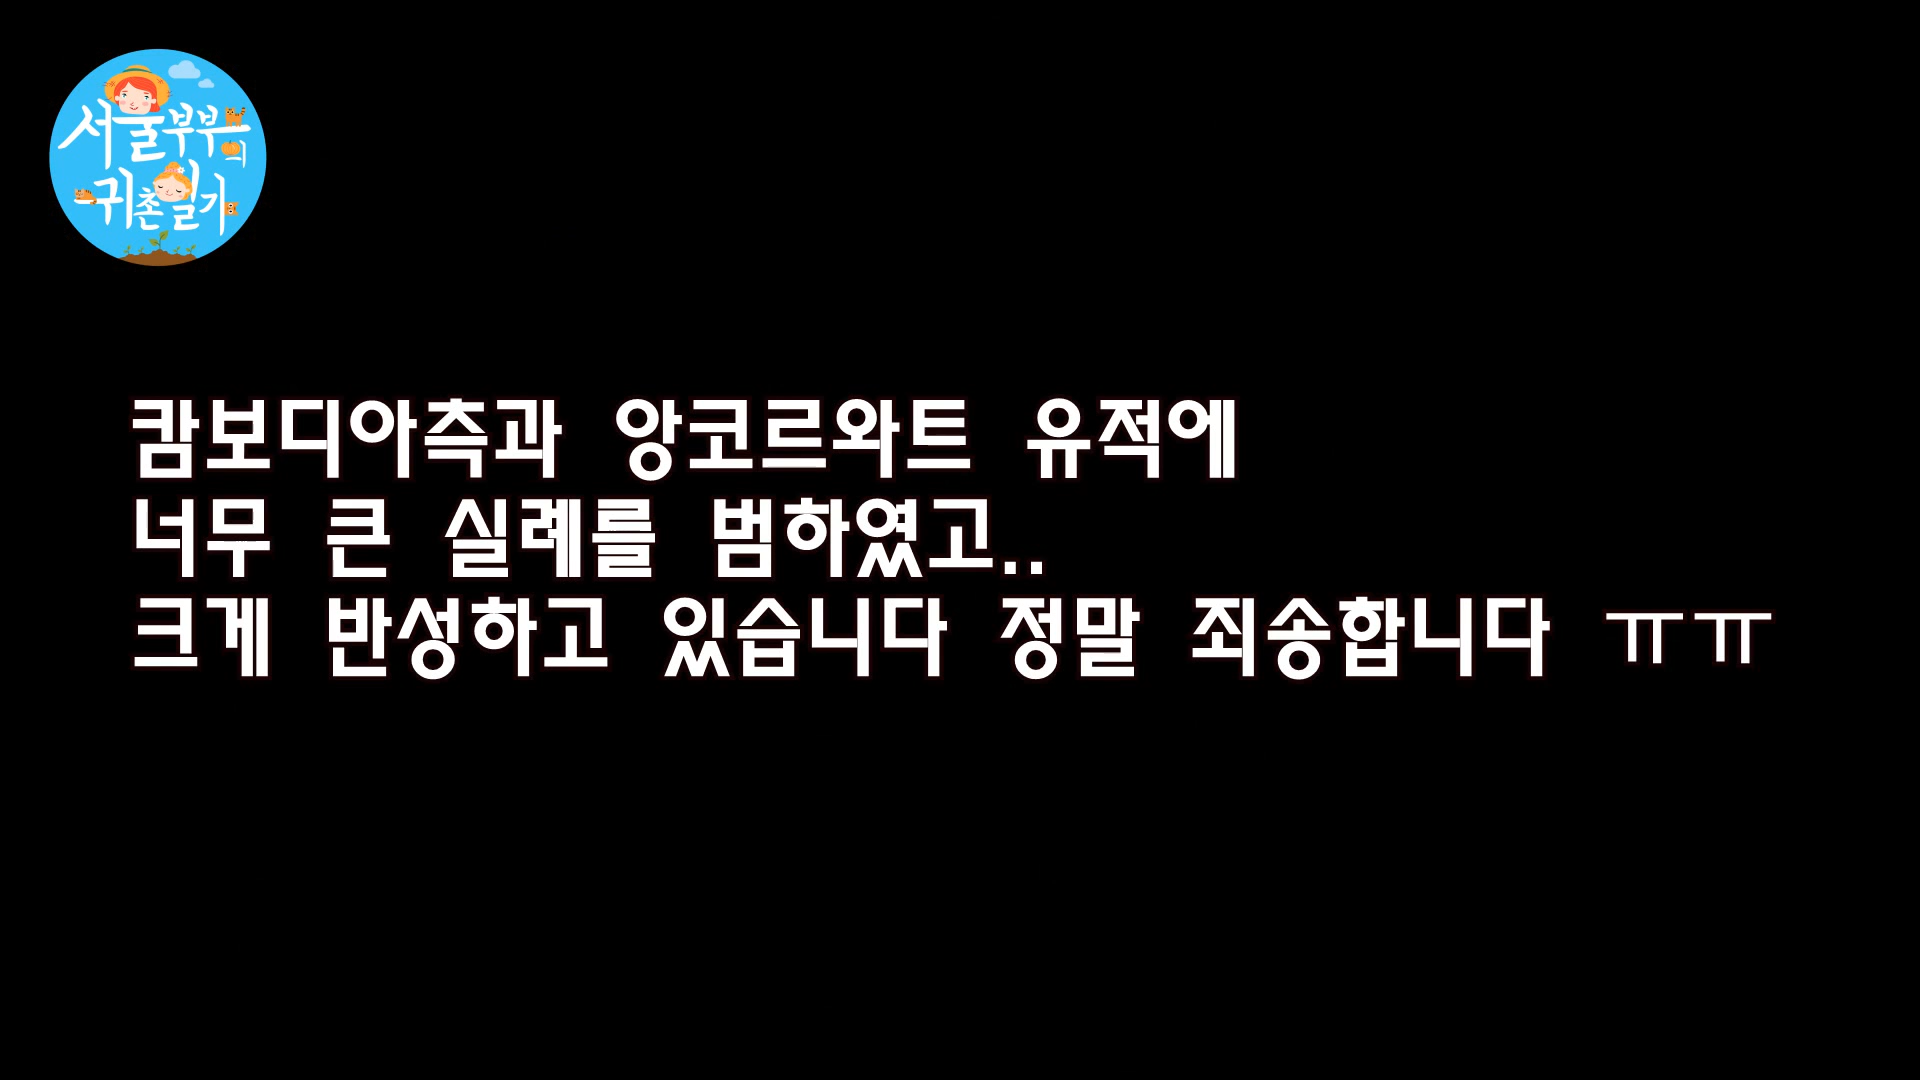 서울부부의
귀촌일기
캄보디아측과 앙코르와트 유적에
너무 큰 실례를 범하였고..
크게 반성하고 있습니다 정말 죄송합니다 ㅠㅠ